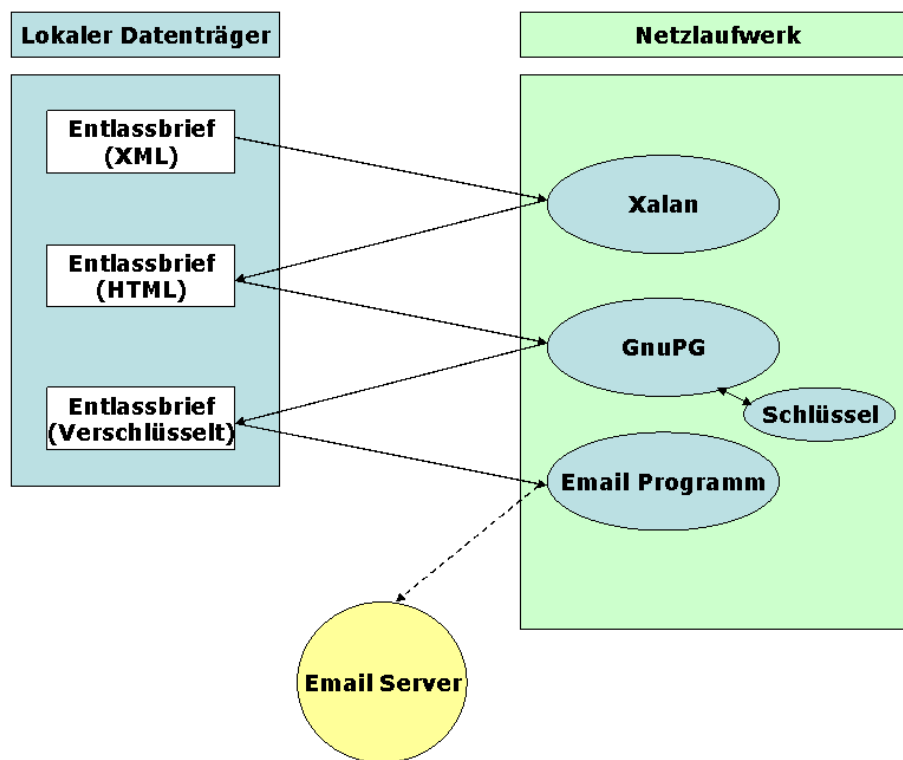 Lokaler Datenträger
Netzlaufwerk
Entlassbrief
(XML)
Xalan
Entlassbrief
(HTML)
GnuPG
Schlüssel
Entlassbrief
(Verschlüsselt)
Email Programm
Email Server